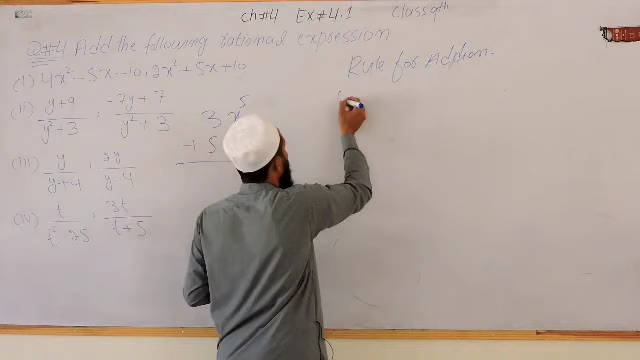 Ch#4 Ex#4.1 Class 9th
Q#4 Add the following rational expression
(i) 4x² - 5x - 10, 2x² + 5x + 10
Rule for Addtion.
(ii) y+9/y²+3 , -7y+7/y²+3
3x⁵
(iii) y/y+4 , 3y/y-4
(iv) t/t²-25 , -3t/t+5